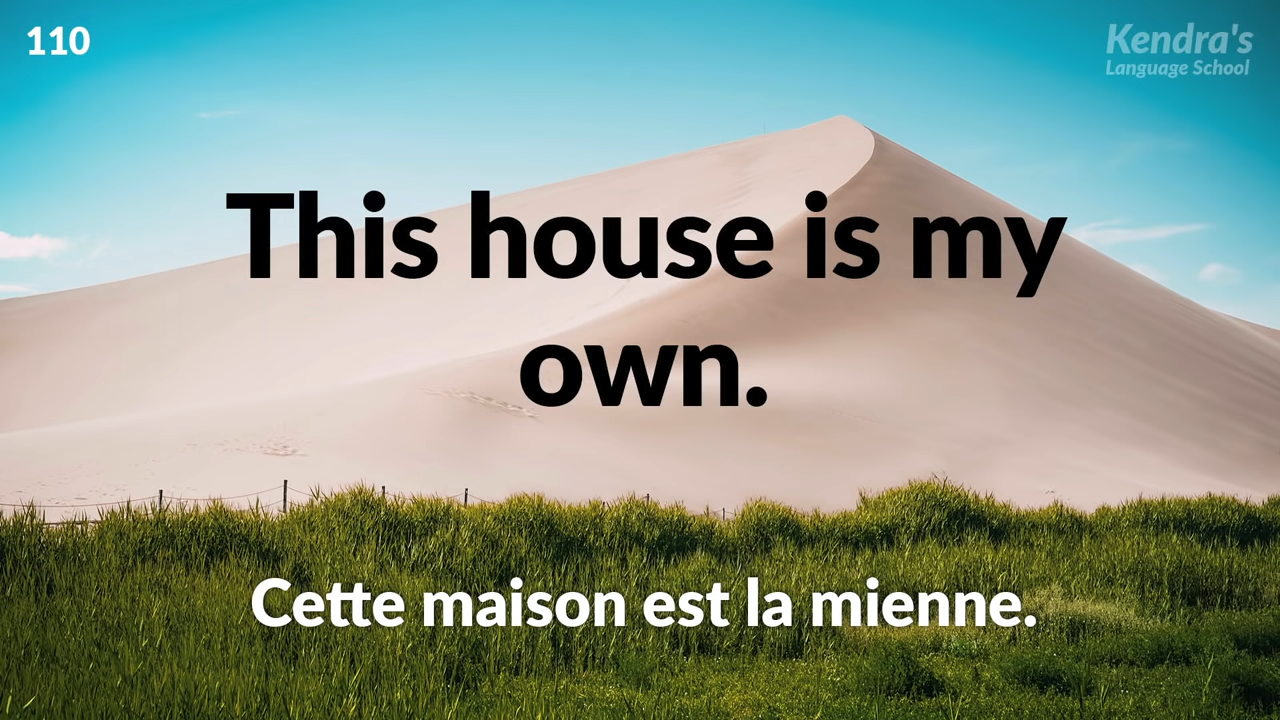 110
Kendra's
Language School
This house is my
own.
Cette maison est la mienne.